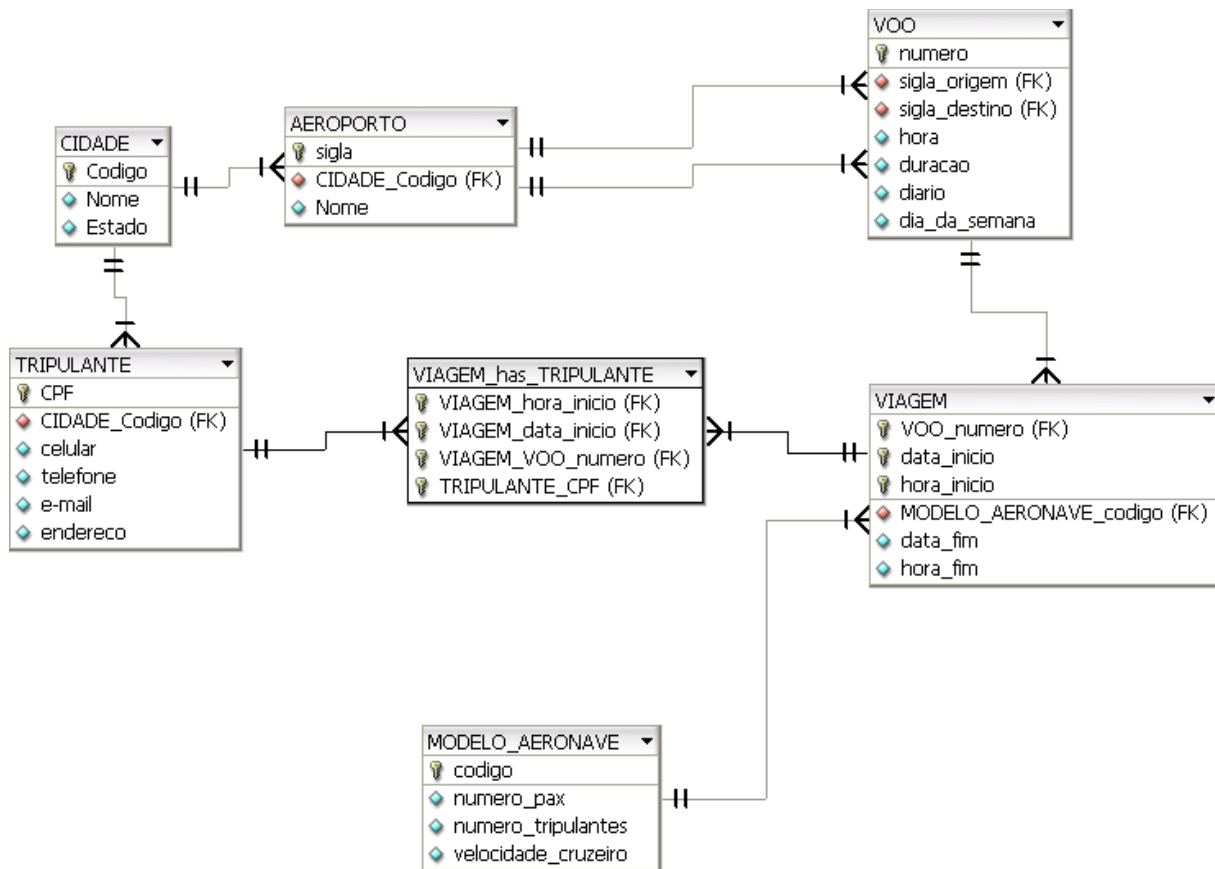 VOO
numero
sigla_origem (FK)
sigla_destino (FK)
hora
duracao
diario
dia_da_semana
AEROPORTO
sigla
CIDADE_Codigo (FK)
Nome
CIDADE
Codigo
Nome
Estado
TRIPULANTE
CPF
CIDADE_Codigo (FK)
celular
telefone
e-mail
endereco
VIAGEM_has_TRIPULANTE
VIAGEM_hora_inicio (FK)
VIAGEM_data_inicio (FK)
VIAGEM_VOO_numero (FK)
TRIPULANTE_CPF (FK)
VIAGEM
VOO_numero (FK)
data_inicio
hora_inicio
MODELO_AERONAVE_codigo (FK)
data_fim
hora_fim
MODELO_AERONAVE
codigo
numero_pax
numero_tripulantes
velocidade_cruzeiro